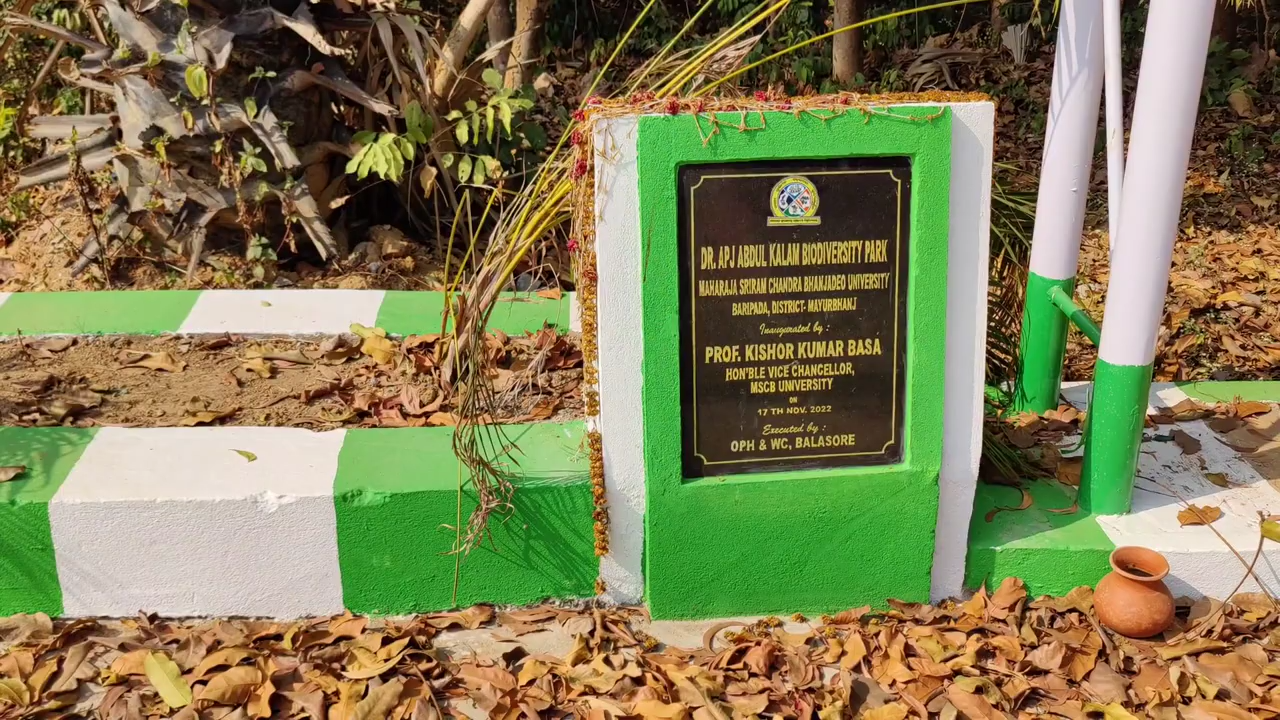 DR. APJ ABDUL KALAM BIODIVERSITY PARK
MAHARAJA SRIRAM CHANDRA BHANJADEO UNIVERSITY
BARIPADA, DISTRICT- MAYURBHANJ
Inaugurated by :
PROF. KISHOR KUMAR BASA
HON'BLE VICE CHANCELLOR,
MSCB UNIVERSITY
ON
17 TH NOV. 2022
Executed by :
OPH & WC, BALASORE